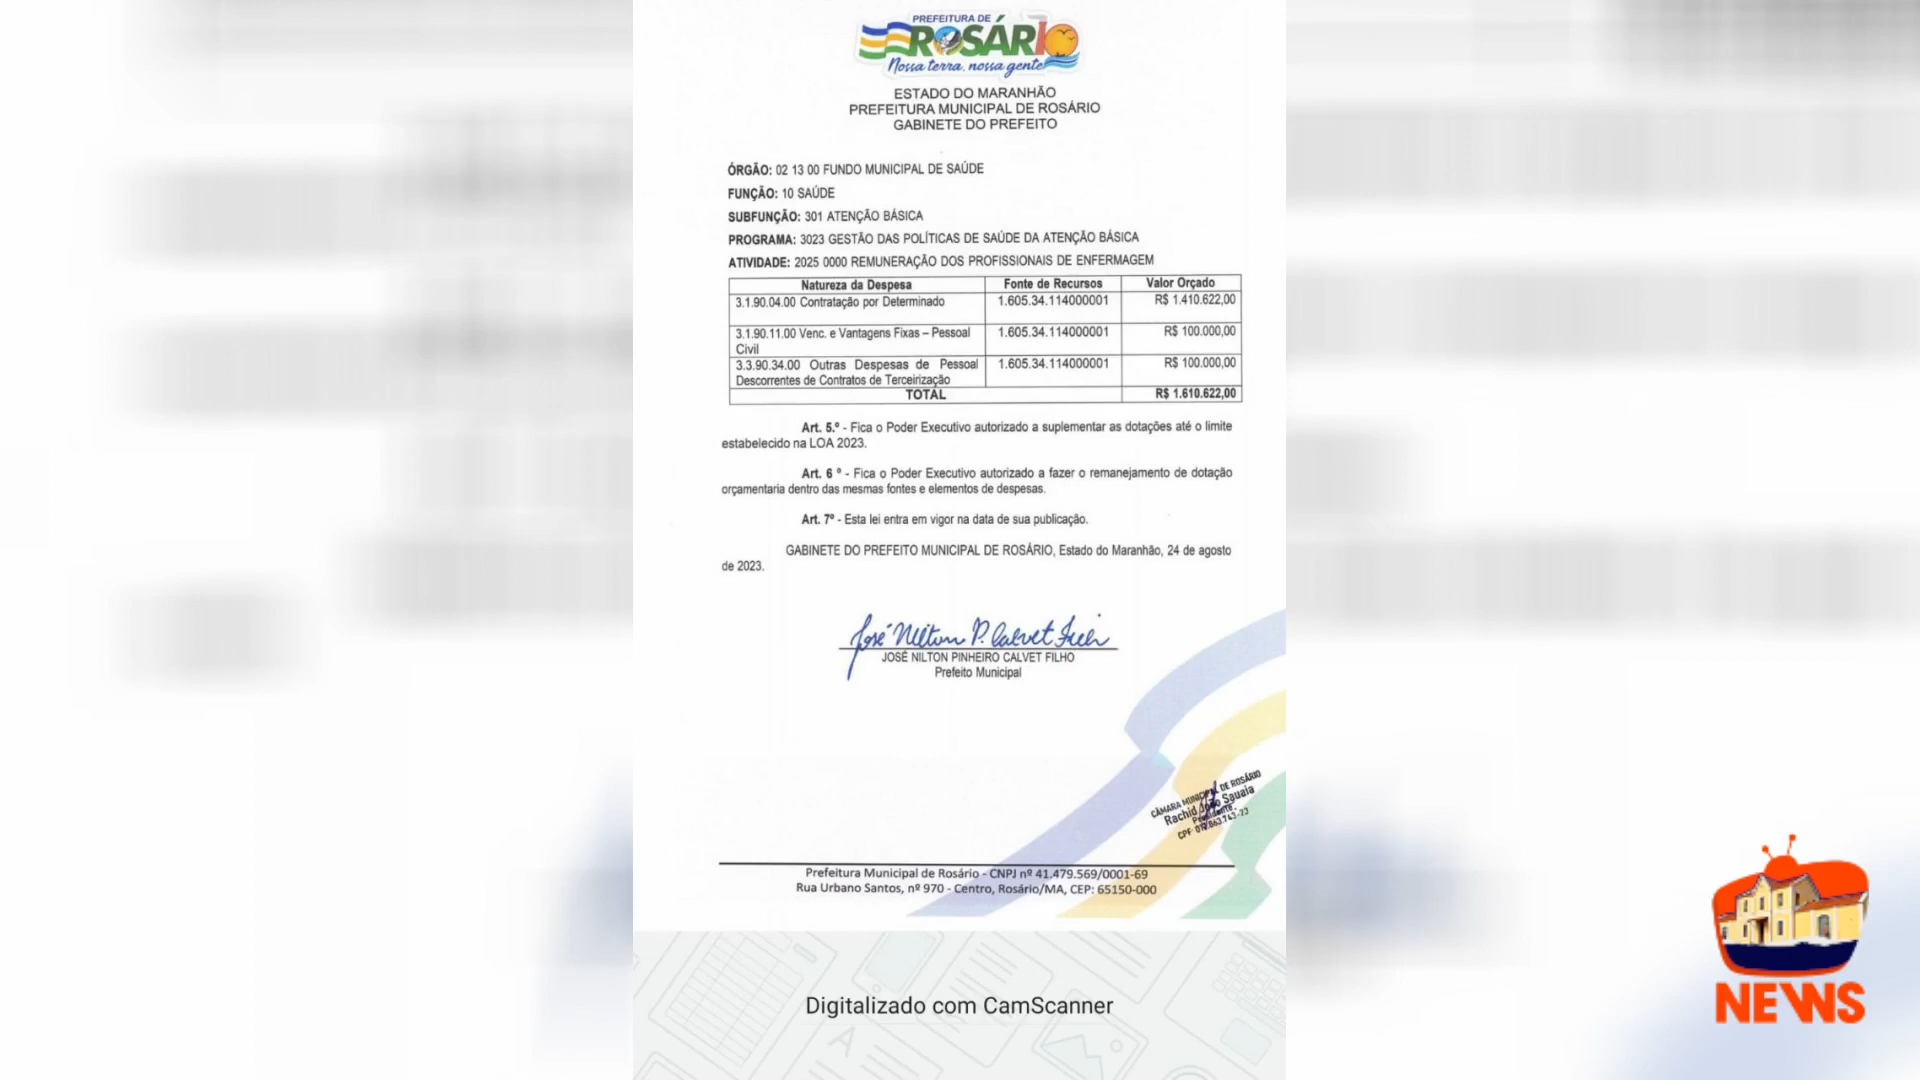 PREFEITURA DE
ROSÁRIO
Nossa terra, nossa gente
ESTADO DO MARANHÃO
PREFEITURA MUNICIPAL DE ROSÁRIO
GABINETE DO PREFEITO
ÓRGÃO: 02 13 00 FUNDO MUNICIPAL DE SAÚDE
FUNÇÃO: 10 SAÚDE
SUBFUNÇÃO: 301 ATENÇÃO BÁSICA
PROGRAMA: 3023 GESTÃO DAS POLÍTICAS DE SAÚDE DA ATENÇÃO BÁSICA
ATIVIDADE: 2025 0000 REMUNERAÇÃO DOS PROFISSIONAIS DE ENFERMAGEM
Natureza da Despesa Fonte de Recursos Valor Orçado
3.1.90.04.00 Contratação por Determinado 1.605.34.114000001 R$ 1.410.622,00
3.1.90.11.00 Venc. e Vantagens Fixas – Pessoal 1.605.34.114000001 R$ 100.000,00
Civil
3.3.90.34.00 Outras Despesas de Pessoal 1.605.34.114000001 R$ 100.000,00
Descorrentes de Contratos de Terceirização
TOTAL R$ 1.610.622,00
Art. 5.º - Fica o Poder Executivo autorizado a suplementar as dotações até o limite
estabelecido na LOA 2023.
Art. 6 º - Fica o Poder Executivo autorizado a fazer o remanejamento de dotação
orçamentaria dentro das mesmas fontes e elementos de despesas.
Art. 7º - Esta lei entra em vigor na data de sua publicação.
GABINETE DO PREFEITO MUNICIPAL DE ROSÁRIO, Estado do Maranhão, 24 de agosto
de 2023.
José Nilton P. Calvet Filho
JOSÉ NILTON PINHEIRO CALVET FILHO
Prefeito Municipal
CÂMARA MUNICIPAL DE ROSÁRIO
Rachid João Sauaia
Presidente
CPF:
Prefeitura Municipal de Rosário - CNPJ nº 41.479.569/0001-69
Rua Urbano Santos, nº 970 - Centro, Rosário/MA, CEP: 65150-000
Digitalizado com CamScanner
NEWS